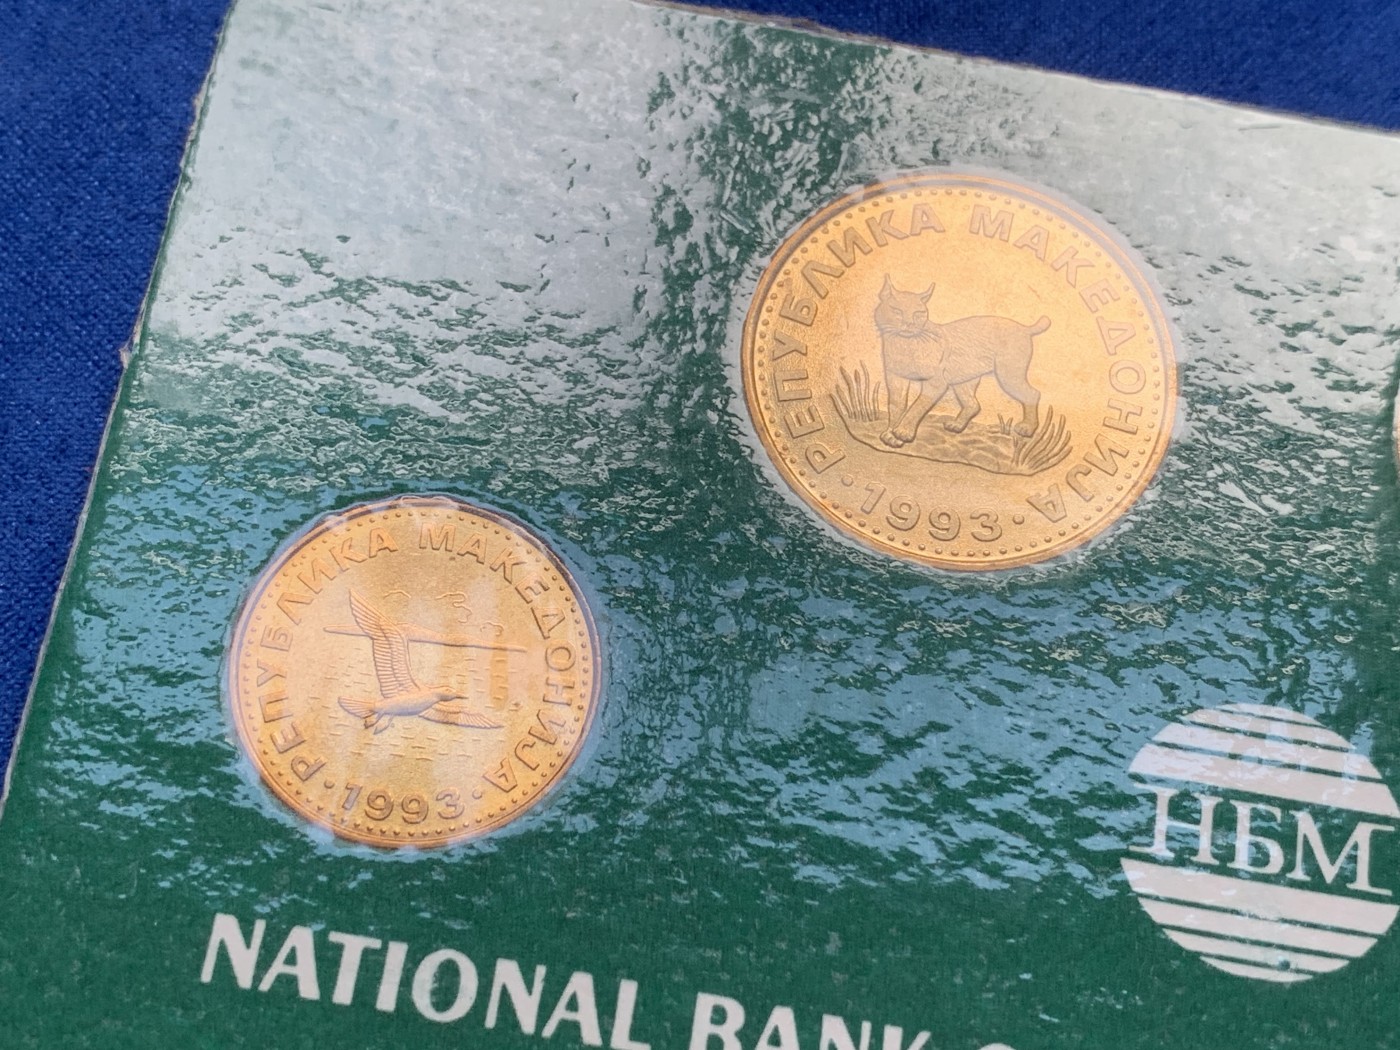 РЕПУБЛИКА МАКЕДОНИЈА
· 1993 ·
РЕПУБЛИКА МАКЕДОНИЈА
· 1993 ·
НБМ
NATIONAL BANK